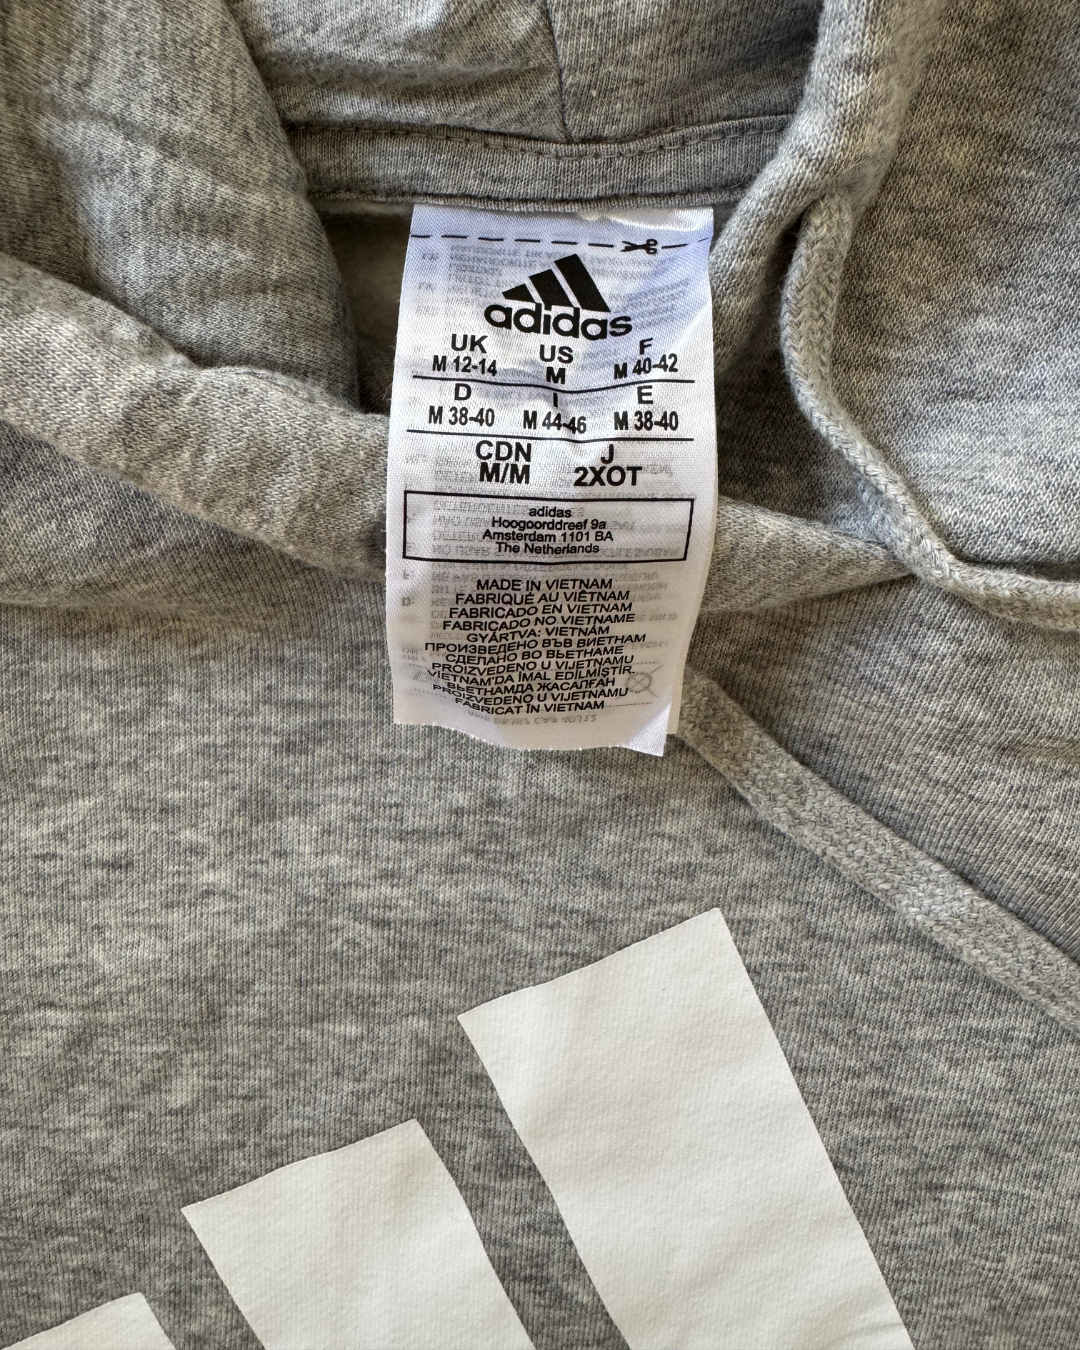 adidas
UK US F
M 12-14 M M 40-42
D I E
M 38-40 M 44-46 M 38-40
CDN J
M/M 2XOT
adidas
Hoogoorddreef 9a
Amsterdam 1101 BA
The Netherlands
MADE IN VIETNAM
FABRIQUÉ AU VIÊTNAM
FABRICADO EN VIETNAM
FABRICADO NO VIETNAME
GYÁRTVA: VIETNÁM
ПРОИЗВЕДЕНО ВЪВ ВИЕТНАМ
СДЕЛАНО ВО ВЬЕТНАМЕ
PROIZVEDENO U VIJETNAMU
VIETNAM'DA İMAL EDİLMİŞTİR.
ВЬЕТНАМДА ЖАСАЛҒАН
PROIZVEDENO U VIJETNAMU
FABRICAT ÎN VIETNAM